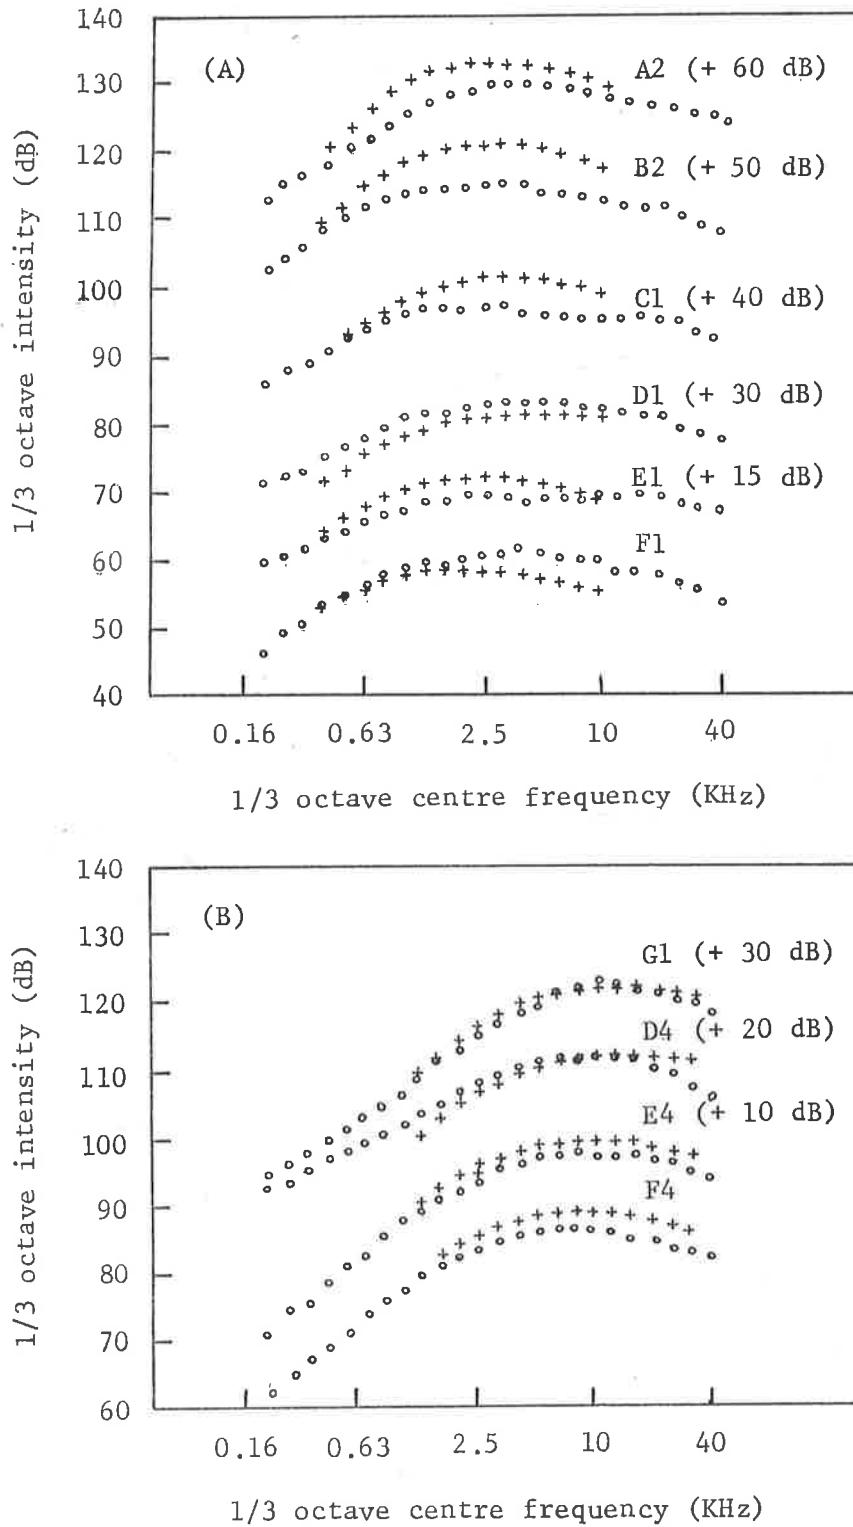 140
(A)
A2 (+ 60 dB)
130
120
B2 (+ 50 dB)
110
100
C1 (+ 40 dB)
90
D1 (+ 30 dB)
80
E1 (+ 15 dB)
70
F1
60
50
40
1/3 octave intensity (dB)
0.16 0.63 2.5 10 40
1/3 octave centre frequency (KHz)
140
(B)
130
G1 (+ 30 dB)
120
D4 (+ 20 dB)
110
E4 (+ 10 dB)
100
F4
90
80
70
60
1/3 octave intensity (dB)
0.16 0.63 2.5 10 40
1/3 octave centre frequency (KHz)